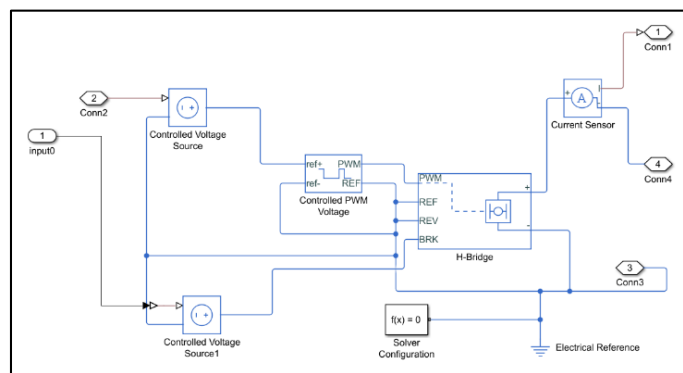 1
Conn1
2
Conn2
Controlled Voltage
Source
+
A
I
-
Current Sensor
1
input0
ref+ PWM
ref- REF
Controlled PWM
Voltage
4
Conn4
PWM
REF
REV
BRK
+
-
H-Bridge
3
Conn3
Controlled Voltage
Source1
f(x) = 0
Solver
Configuration
Electrical Reference